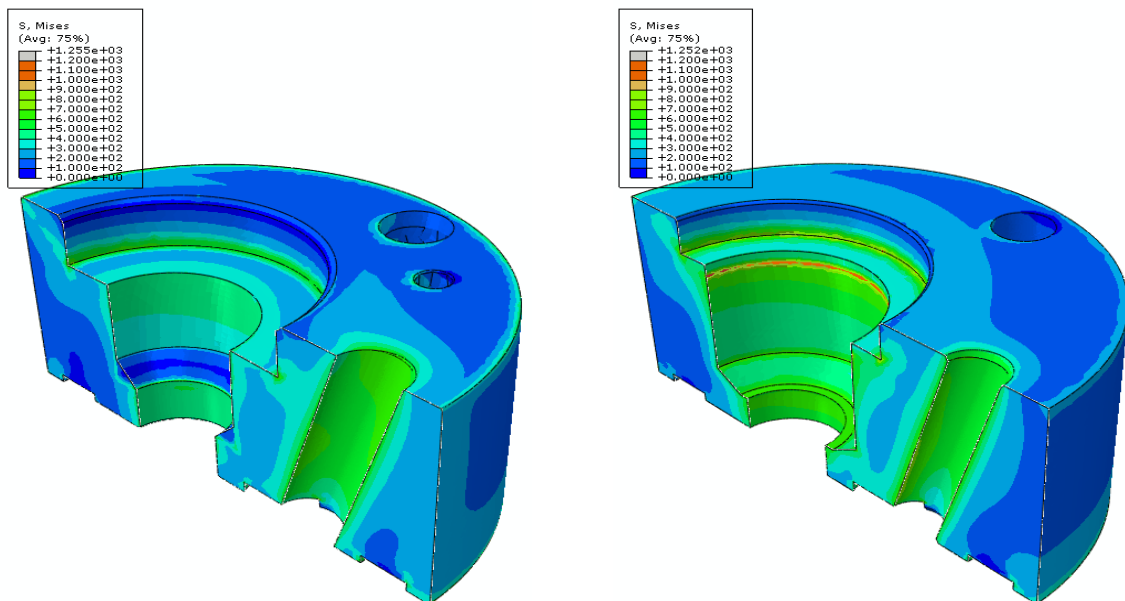 S, Mises
(Avg: 75%)
+1.255e+03
+1.200e+03
+1.100e+03
+1.000e+03
+9.000e+02
+8.000e+02
+7.000e+02
+6.000e+02
+5.000e+02
+4.000e+02
+3.000e+02
+2.000e+02
+1.000e+02
+0.000e+00
S, Mises
(Avg: 75%)
+1.252e+03
+1.200e+03
+1.100e+03
+1.000e+03
+9.000e+02
+8.000e+02
+7.000e+02
+6.000e+02
+5.000e+02
+4.000e+02
+3.000e+02
+2.000e+02
+1.000e+02
+0.000e+00